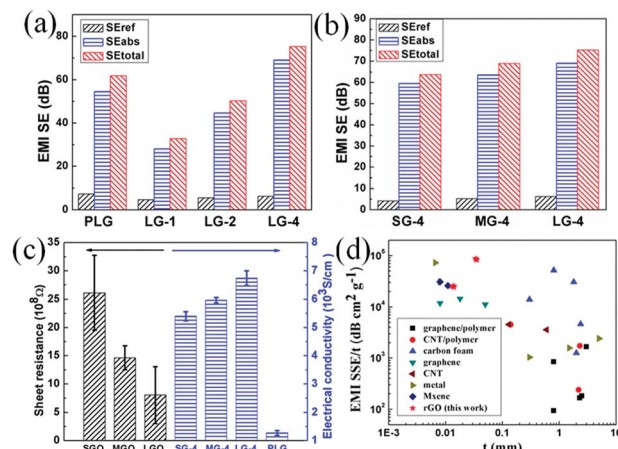 (a)
SEref
SEabs
SEtotal
EMI SE (dB)
80
60
40
20
0
PLG LG-1 LG-2 LG-4
(b)
SEref
SEabs
SEtotal
EMI SE (dB)
90
80
70
60
50
40
30
20
10
0
SG-4 MG-4 LG-4
(c)
Sheet resistance (10⁸Ω)
35
30
25
20
15
10
5
0
Electrical conductivity (10³S/cm)
8
7
6
5
4
3
2
1
SGO MGO LGO SG-4 MG-4 LG-4 PLG
(d)
EMI SSE/t (dB cm² g⁻¹)
10⁵
10⁴
10³
10²
graphene/polymer
CNT/polymer
carbon foam
graphene
CNT
metal
Mxene
rGO (this work)
1E-3 0.01 0.1 1 10
t (mm)